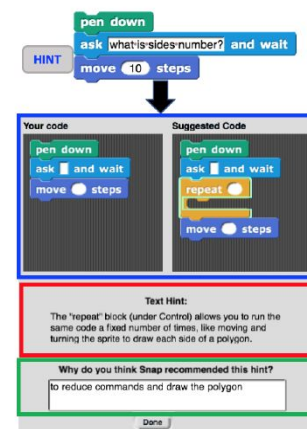 pen down
ask what·is·sides·number? and wait
HINT
move 10 steps
Your code
pen down
ask and wait
move steps
Suggested Code
pen down
ask and wait
repeat
move steps
Text Hint:
The "repeat" block (under Control) allows you to run the
same code a fixed number of times, like moving and
turning the sprite to draw each side of a polygon.
Why do you think Snap recommended this hint?
to reduce commands and draw the polygon
Done